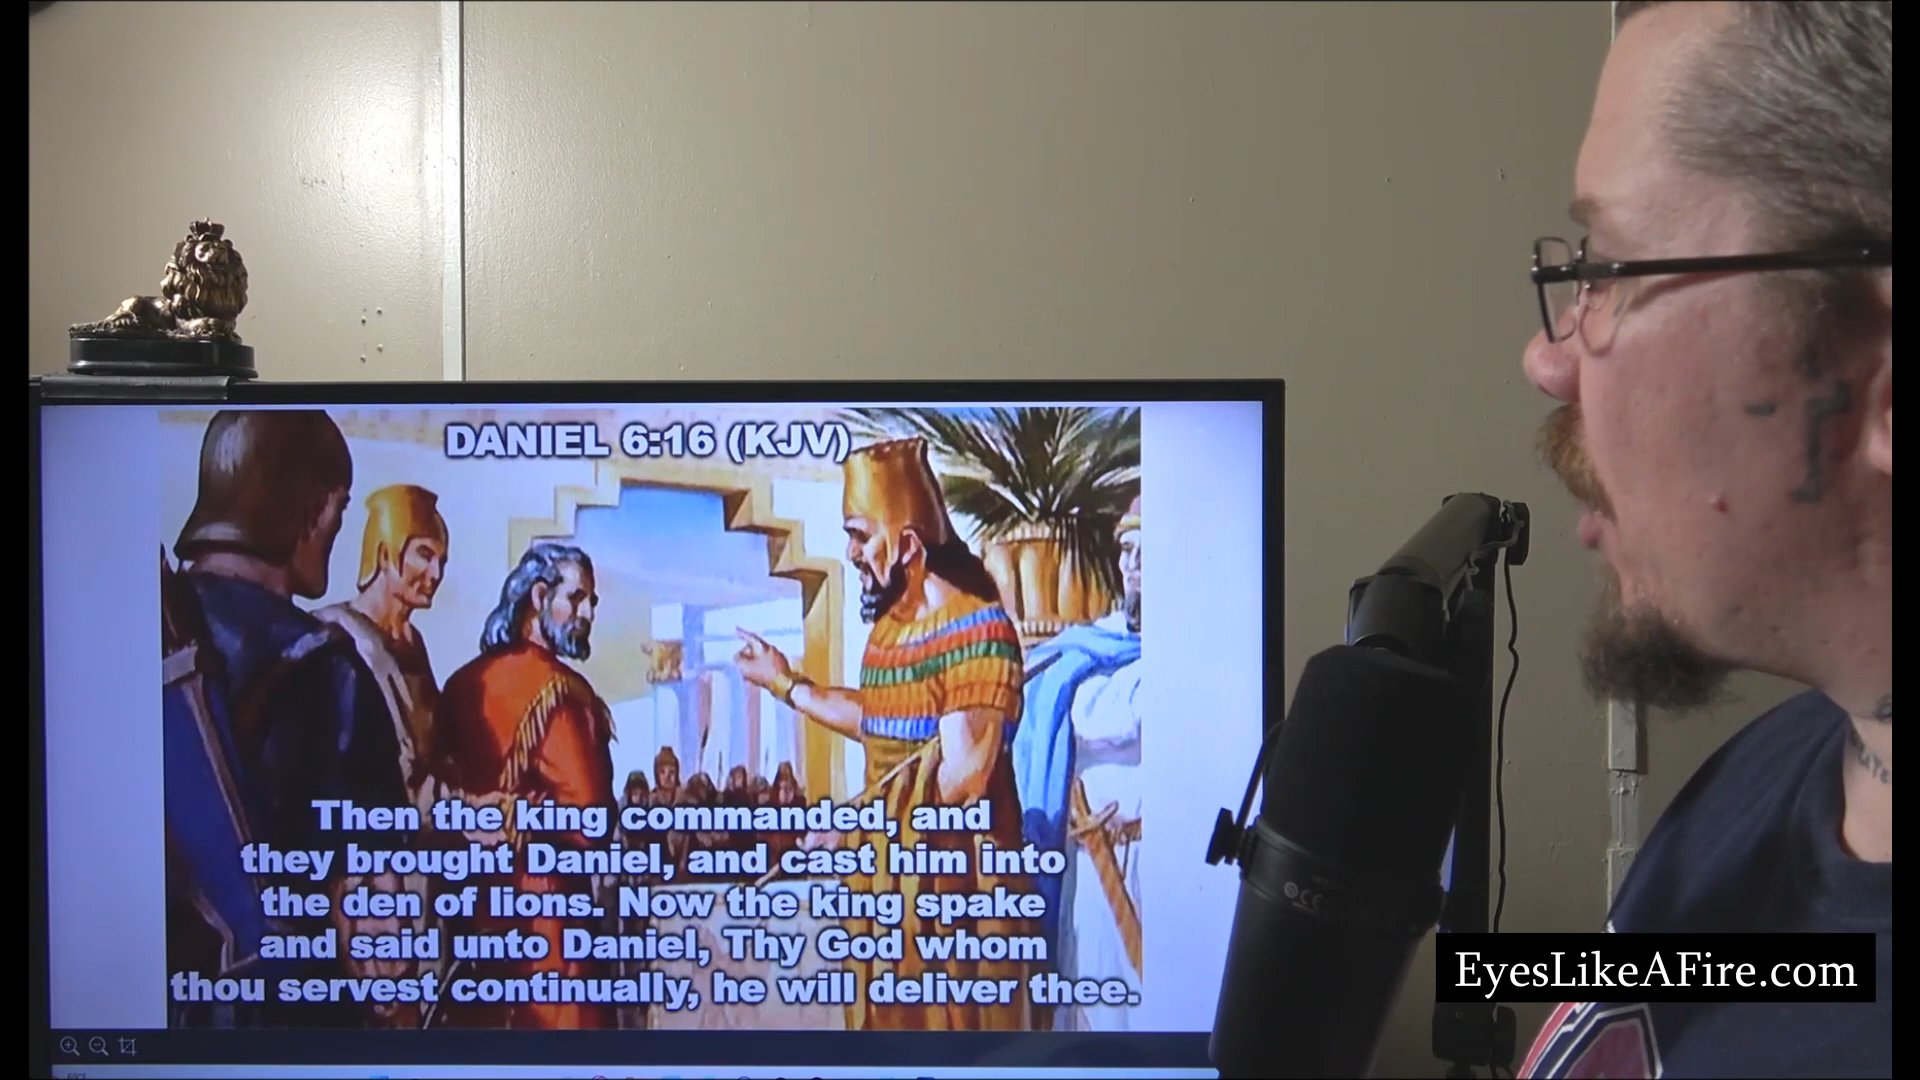 DANIEL 6:16 (KJV)
Then the king commanded, and
they brought Daniel, and cast him into
the den of lions. Now the king spake
and said unto Daniel, Thy God whom
thou servest continually, he will deliver thee.
EyesLikeAFire.com